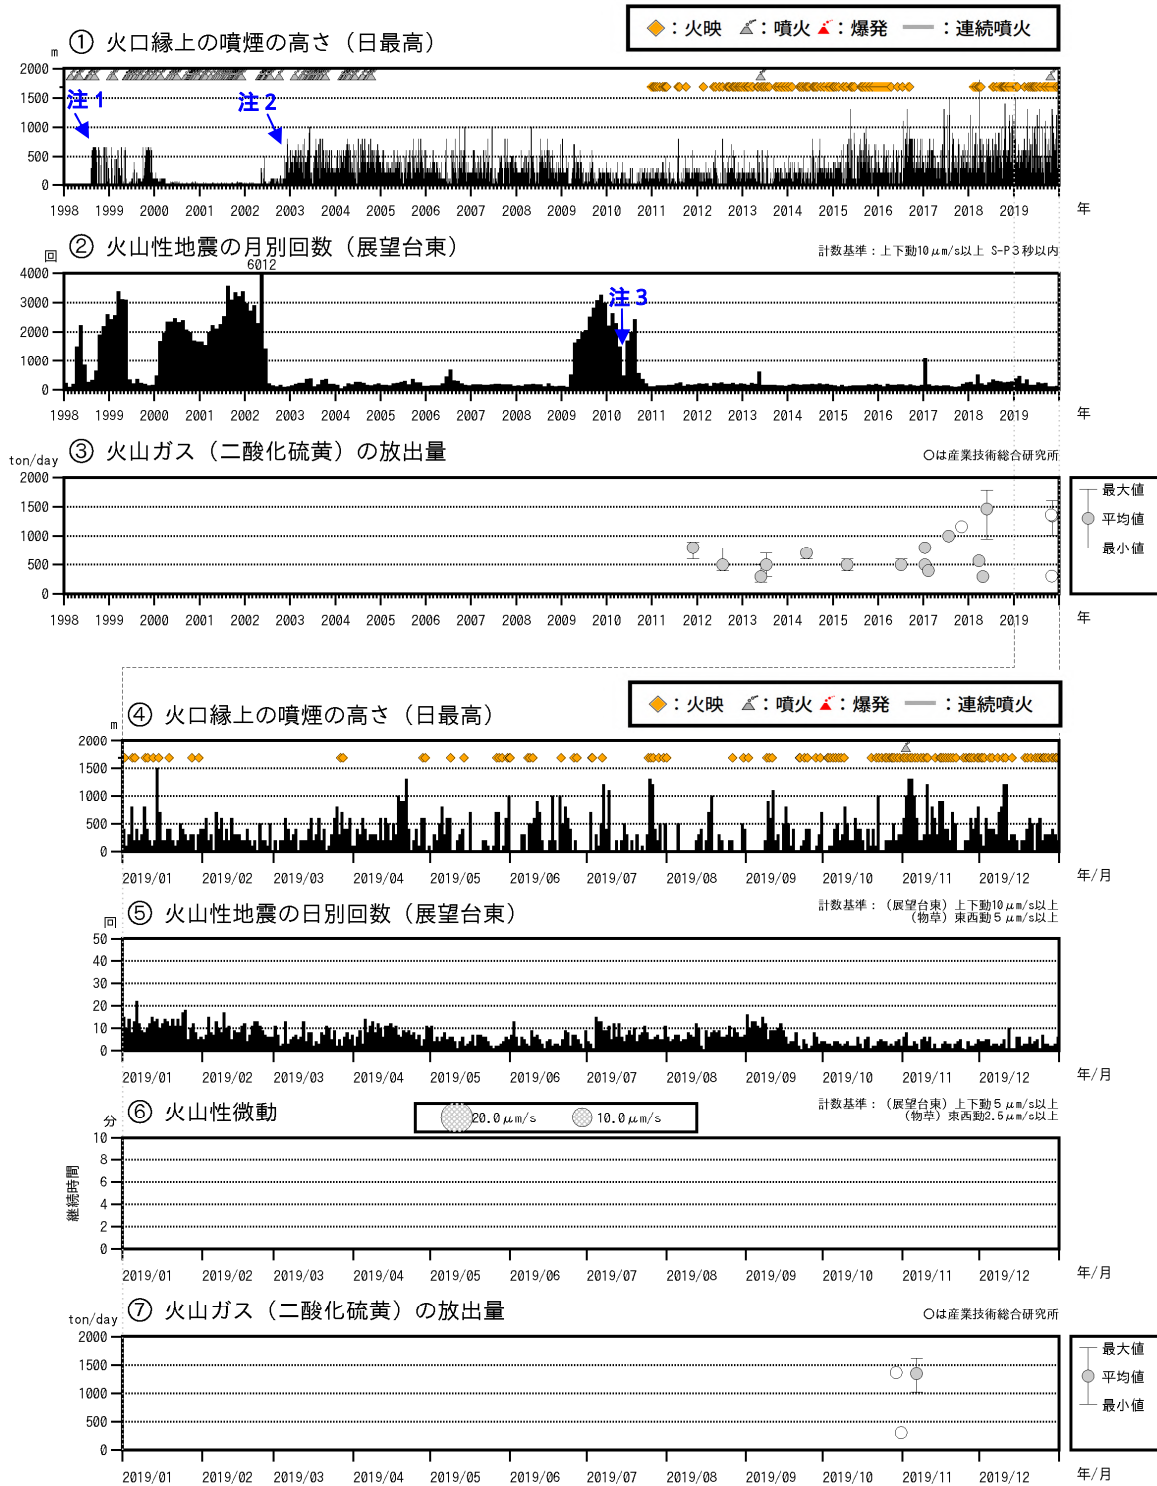 ◆：火映 ：噴火 ：爆発 ：連続噴火
① 火口縁上の噴煙の高さ（日最高）
m
2000
1500
1000
500
0
注1
注2
1998 1999 2000 2001 2002 2003 2004 2005 2006 2007 2008 2009 2010 2011 2012 2013 2014 2015 2016 2017 2018 2019 年
② 火山性地震の月別回数（展望台東）
計数基準：上下動10μm/s以上 S-P3秒以内
回
6012
4000
3000
2000
1000
0
注3
1998 1999 2000 2001 2002 2003 2004 2005 2006 2007 2008 2009 2010 2011 2012 2013 2014 2015 2016 2017 2018 2019 年
③ 火山ガス（二酸化硫黄）の放出量
○は産業技術総合研究所
ton/day
2000
1500
1000
500
0
最大値
平均値
最小値
1998 1999 2000 2001 2002 2003 2004 2005 2006 2007 2008 2009 2010 2011 2012 2013 2014 2015 2016 2017 2018 2019 年
◆：火映 ：噴火 ：爆発 ：連続噴火
④ 火口縁上の噴煙の高さ（日最高）
m
2000
1500
1000
500
0
2019/01 2019/02 2019/03 2019/04 2019/05 2019/06 2019/07 2019/08 2019/09 2019/10 2019/11 2019/12 年/月
⑤ 火山性地震の日別回数（展望台東）
計数基準：（展望台東）上下動10μm/s以上
（物草）東西動5μm/s以上
回
50
40
30
20
10
0
2019/01 2019/02 2019/03 2019/04 2019/05 2019/06 2019/07 2019/08 2019/09 2019/10 2019/11 2019/12 年/月
⑥ 火山性微動
20.0μm/s 10.0μm/s
計数基準：（展望台東）上下動5μm/s以上
（物草）東西動2.5μm/s以上
分
継続時間
10
8
6
4
2
0
2019/01 2019/02 2019/03 2019/04 2019/05 2019/06 2019/07 2019/08 2019/09 2019/10 2019/11 2019/12 年/月
⑦ 火山ガス（二酸化硫黄）の放出量
○は産業技術総合研究所
ton/day
2000
1500
1000
500
0
最大値
平均値
最小値
2019/01 2019/02 2019/03 2019/04 2019/05 2019/06 2019/07 2019/08 2019/09 2019/10 2019/11 2019/12 年/月